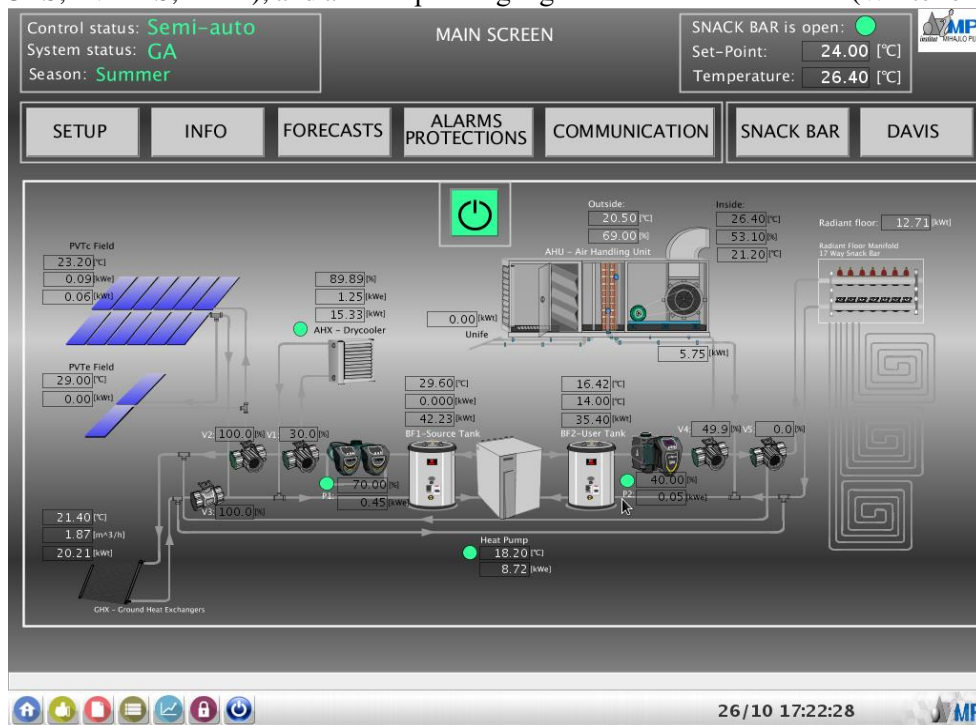 Control status: Semi-auto
System status: GA
Season: Summer
MAIN SCREEN
SNACK BAR is open:
Set-Point: 24.00 [°C]
Temperature: 26.40 [°C]
SETUP
INFO
FORECASTS
ALARMS
PROTECTIONS
COMMUNICATION
SNACK BAR
DAVIS
PVTc Field
23.20 [°C]
0.09 [kWe]
0.06 [kWt]
PVTe Field
29.00 [°C]
0.00 [kWt]
89.89 [%]
1.25 [kWe]
15.33 [kWt]
AHX - Drycooler
Outside:
20.50 [°C]
69.00 [%]
AHU - Air Handling Unit
Inside:
26.40 [°C]
53.10 [%]
21.20 [°C]
0.00 [kWt]
Unife
5.75 [kWt]
Radiant floor: 12.71 [kWt]
Radiant Floor Manifold
17 Way Snack Bar
29.60 [°C]
0.000 [kWe]
42.23 [kWt]
BF1-Source Tank
16.42 [°C]
14.00 [°C]
35.40 [kWt]
BF2-User Tank
V2: 100.0 [%]
V1: 30.0 [%]
V4: 49.9 [%]
V5: 0.0 [%]
P1:
70.00 [%]
0.45 [kWe]
P2:
40.00 [%]
0.05 [kWe]
V3: 100.0 [%]
21.40 [°C]
1.87 [m^3/h]
20.21 [kWt]
GHX - Ground Heat Exchangers
Heat Pump
18.20 [°C]
8.72 [kWe]
26/10 17:22:28